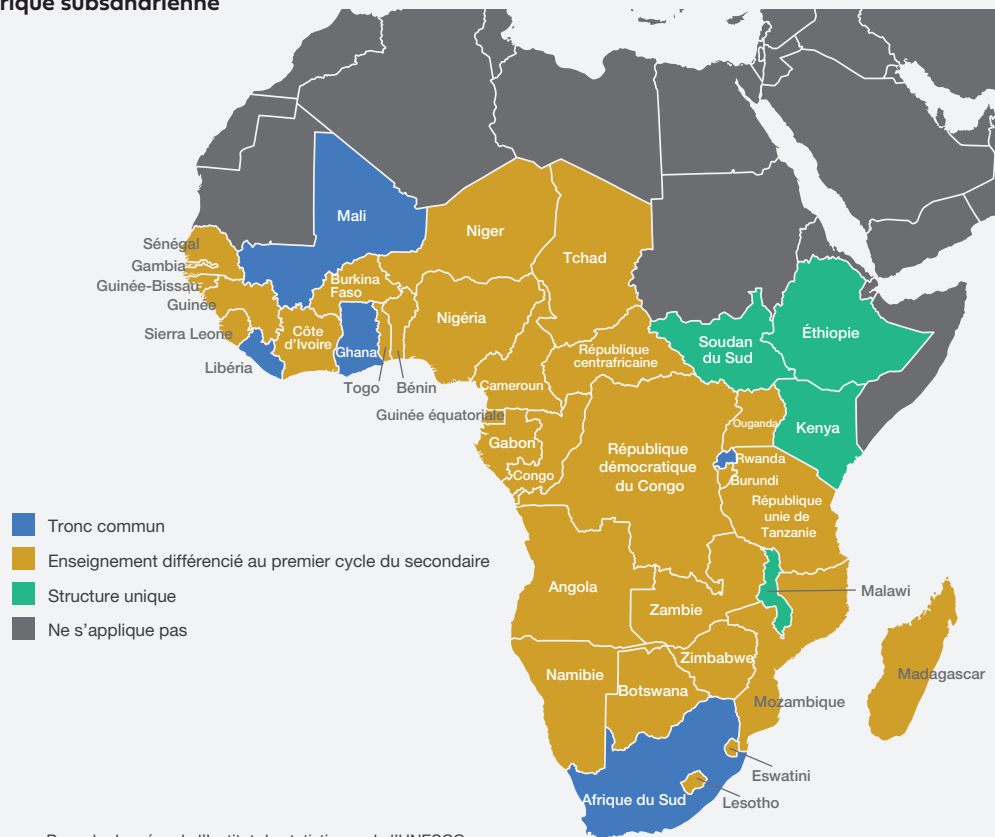 rique subsaharienne
Mali
Niger
Tchad
Sénégal
Gambia
Guinée-Bissau
Guinée
Sierra Leone
Libéria
Burkina
Faso
Côte
d'Ivoire
Ghana
Togo
Bénin
Nigéria
Cameroun
Guinée équatoriale
Gabon
Congo
République
centrafricaine
Soudan
du Sud
Éthiopie
Kenya
Ouganda
Rwanda
Burundi
République
démocratique
du Congo
République
unie de
Tanzanie
Angola
Zambie
Malawi
Namibie
Botswana
Zimbabwe
Mozambique
Madagascar
Afrique du Sud
Eswatini
Lesotho
Tronc commun
Enseignement différencié au premier cycle du secondaire
Structure unique
Ne s'applique pas